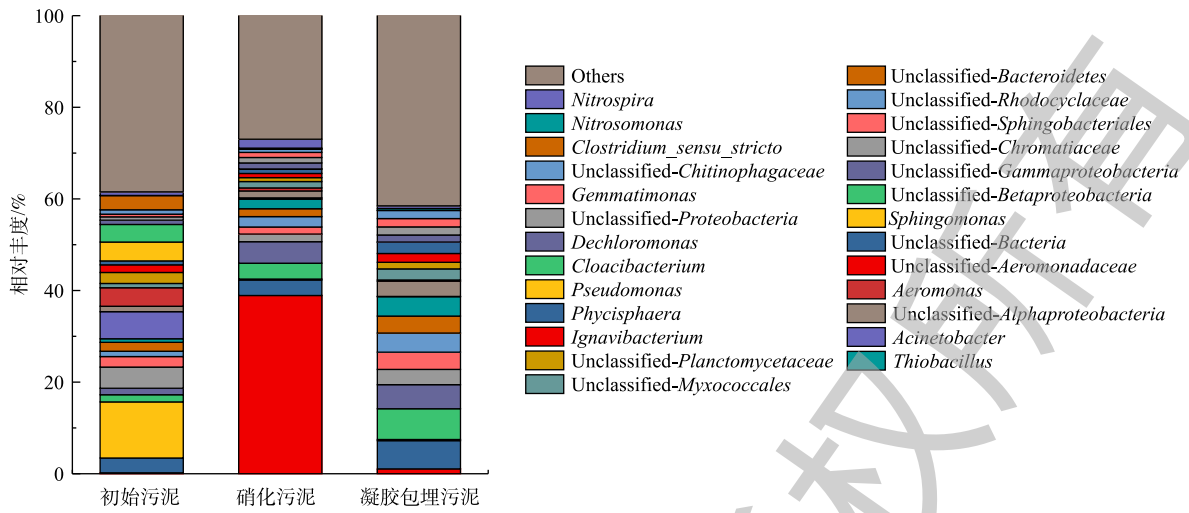 100
80
60
40
20
0
相对丰度/%
初始污泥
硝化污泥
凝胶包埋污泥
Others
Nitrospira
Nitrosomonas
Clostridium_sensu_stricto
Unclassified-Chitinophagaceae
Gemmatimonas
Unclassified-Proteobacteria
Dechloromonas
Cloacibacterium
Pseudomonas
Phycisphaera
Ignavibacterium
Unclassified-Planctomycetaceae
Unclassified-Myxococcales
Unclassified-Bacteroidetes
Unclassified-Rhodocyclaceae
Unclassified-Sphingobacteriales
Unclassified-Chromatiaceae
Unclassified-Gammaproteobacteria
Unclassified-Betaproteobacteria
Sphingomonas
Unclassified-Bacteria
Unclassified-Aeromonadaceae
Aeromonas
Unclassified-Alphaproteobacteria
Acinetobacter
Thiobacillus
权所有